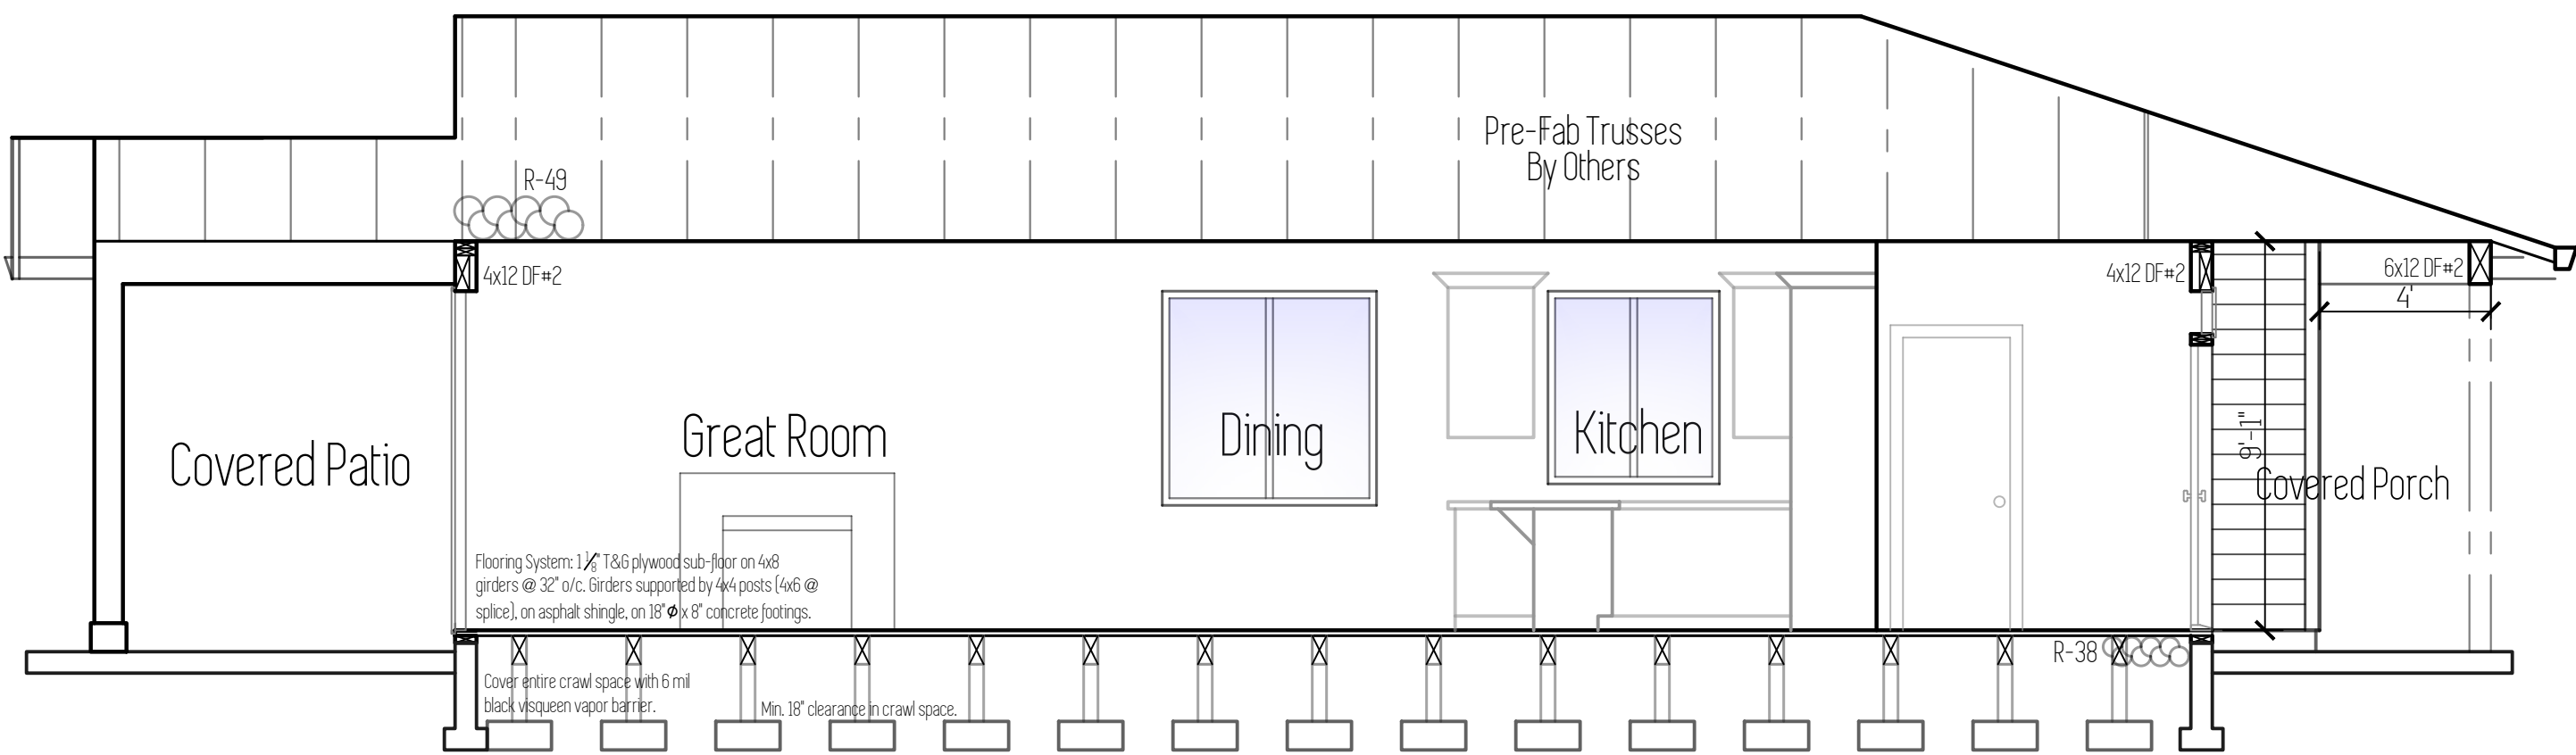 Pre-Fab Trusses
By Others
R-49
4x12 DF#2
4x12 DF#2
6x12 DF#2
4'
9'-1"
Covered Patio
Great Room
Dining
Kitchen
Covered Porch
Flooring System: 1 1/8" T&G plywood sub-floor on 4x8
girders @ 32" o/c. Girders supported by 4x4 posts (4x6 @
splice), on asphalt shingle, on 18"ϕ x 8" concrete footings.
R-38
Cover entire crawl space with 6 mil
black visqueen vapor barrier.
Min. 18" clearance in crawl space.